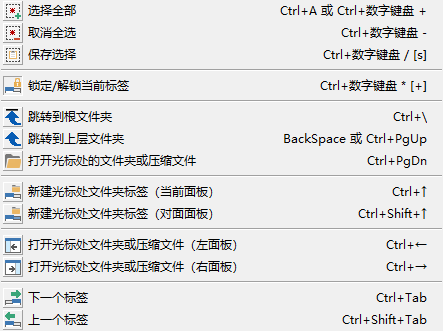 选择全部 Ctrl+A 或 Ctrl+数字键盘 +
取消全选 Ctrl+数字键盘 -
保存选择 Ctrl+数字键盘 / [s]
锁定/解锁当前标签 Ctrl+数字键盘 * [+]
跳转到根文件夹 Ctrl+\
跳转到上层文件夹 BackSpace 或 Ctrl+PgUp
打开光标处的文件夹或压缩文件 Ctrl+PgDn
新建光标处文件夹标签（当前面板） Ctrl+↑
新建光标处文件夹标签（对面面板） Ctrl+Shift+↑
打开光标处文件夹或压缩文件（左面板） Ctrl+←
打开光标处文件夹或压缩文件（右面板） Ctrl+→
下一个标签 Ctrl+Tab
上一个标签 Ctrl+Shift+Tab